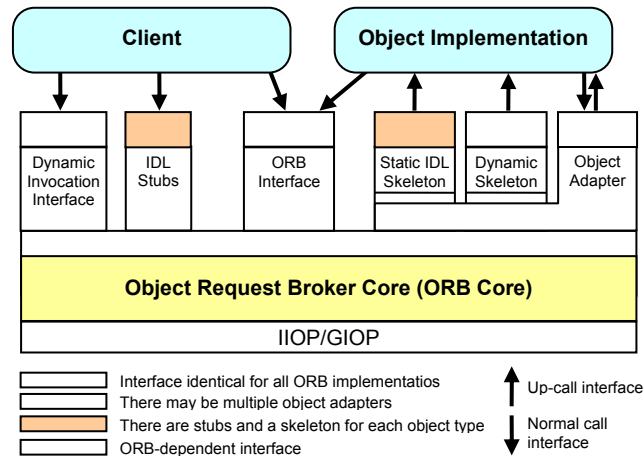 Client
Object Implementation
Dynamic
Invocation
Interface
IDL
Stubs
ORB
Interface
Static IDL
Skeleton
Dynamic
Skeleton
Object
Adapter
Object Request Broker Core (ORB Core)
IIOP/GIOP
Interface identical for all ORB implementatios
There may be multiple object adapters
There are stubs and a skeleton for each object type
ORB-dependent interface
Up-call interface
Normal call
interface